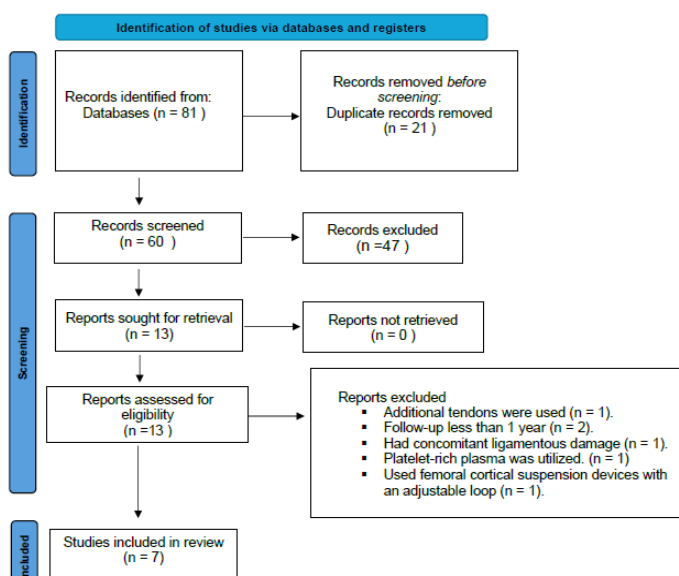 Identification of studies via databases and registers
Identification
Records identified from:
Databases (n = 81 )
Records removed before
screening:
Duplicate records removed
(n = 21 )
Screening
Records screened
(n = 60 )
Records excluded
(n =47 )
Reports sought for retrieval
(n = 13)
Reports not retrieved
(n = 0 )
Reports assessed for
eligibility
(n =13 )
Reports excluded
▪ Additional tendons were used (n = 1).
▪ Follow-up less than 1 year (n = 2).
▪ Had concomitant ligamentous damage (n = 1).
▪ Platelet-rich plasma was utilized. (n = 1)
▪ Used femoral cortical suspension devices with
an adjustable loop (n = 1).
Studies included in review
(n = 7)